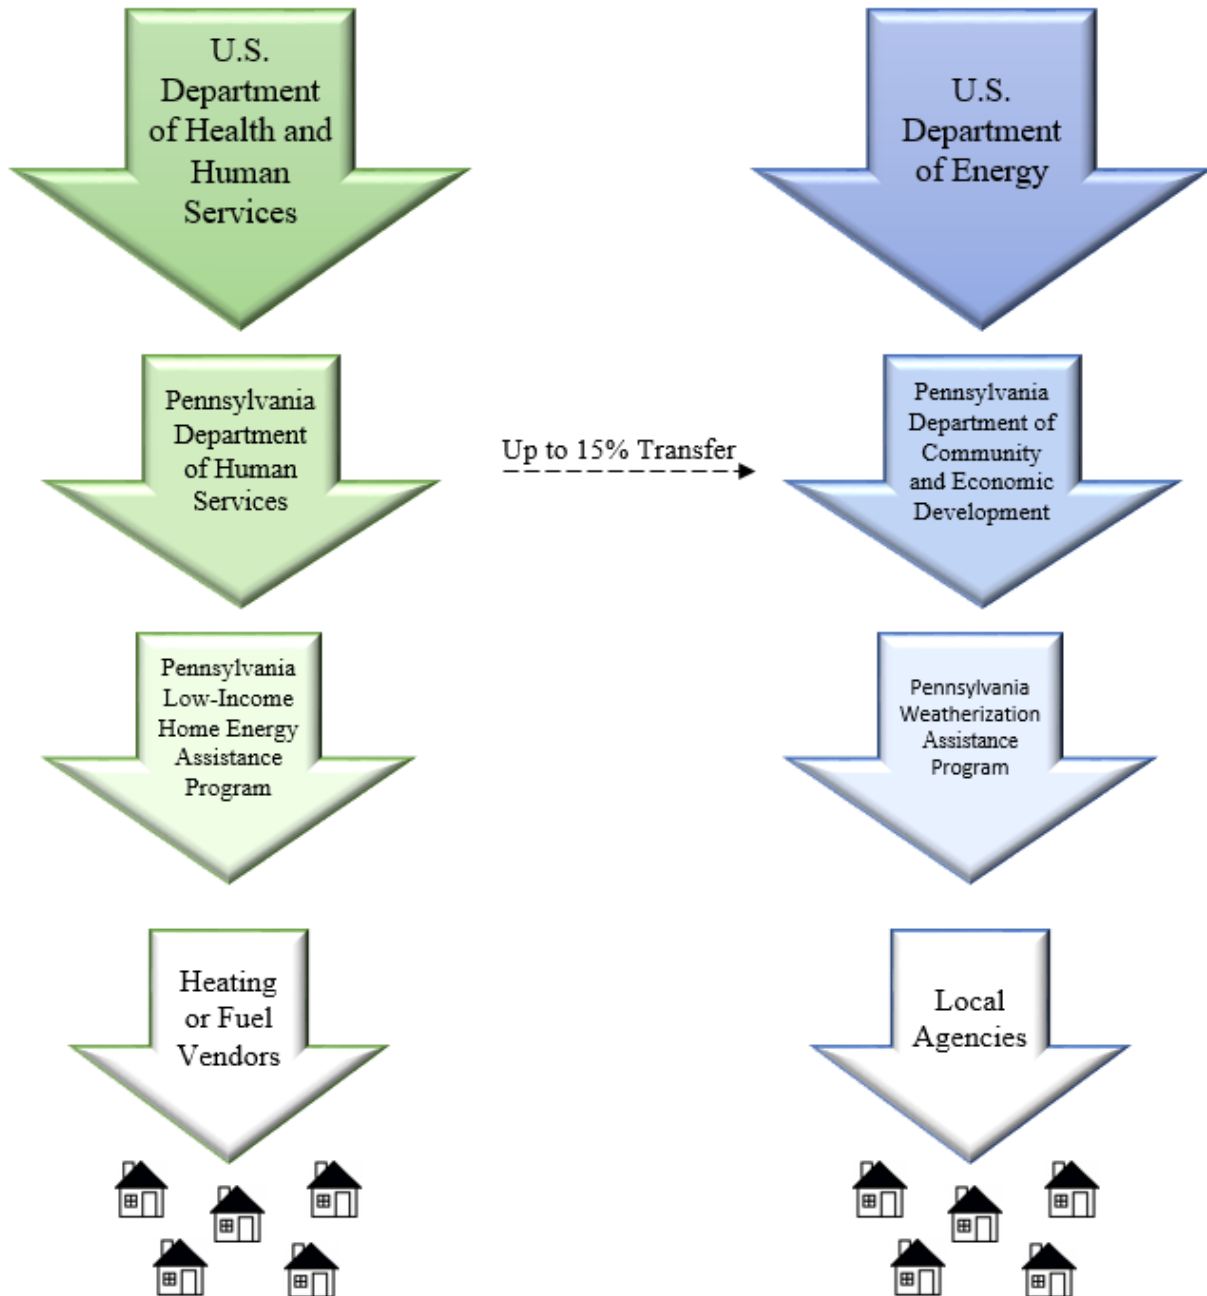 U.S.
Department
of Health and
Human
Services
U.S.
Department
of Energy
Pennsylvania
Department
of Human
Services
Up to 15% Transfer
Pennsylvania
Department of
Community
and Economic
Development
Pennsylvania
Low-Income
Home Energy
Assistance
Program
Pennsylvania
Weatherization
Assistance
Program
Heating
or Fuel
Vendors
Local
Agencies